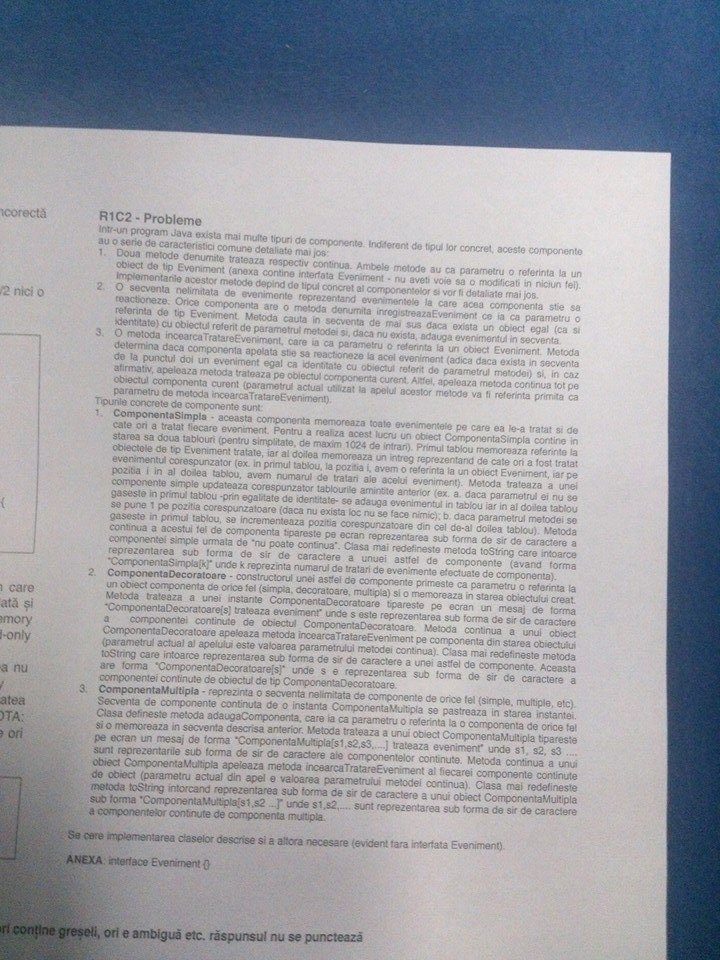 ncorectă
/2 nici o
{
n care
ată și
emory
d-only
ea nu
y
atea
OTA:
e ori
R1C2 - Probleme
Intr-un program Java exista mai multe tipuri de componente. Indiferent de tipul lor concret, aceste componente
au o serie de caracteristici comune detaliate mai jos:
1. Doua metode denumite trateaza respectiv continua. Ambele metode au ca parametru o referinta la un
obiect de tip Eveniment (anexa contine interfata Eveniment - nu aveti voie sa o modificati in niciun fel).
Implementarile acestor metode depind de tipul concret al componentelor si vor fi detaliate mai jos.
2. O secventa nelimitata de evenimente reprezentand evenimentele la care acea componenta stie sa
reactioneze. Orice componenta are o metoda denumita inregistreazaEveniment ce ia ca parametru o
referinta de tip Eveniment. Metoda cauta in secventa de mai sus daca exista un obiect egal (ca si
identitate) cu obiectul referit de parametrul metodei si, daca nu exista, adauga evenimentul in secventa.
3. O metoda incearcaTratareEveniment, care ia ca parametru o referinta la un obiect Eveniment. Metoda
determina daca componenta apelata stie sa reactioneze la acel eveniment (adica daca exista in secventa
de la punctul doi un eveniment egal ca identitate cu obiectul referit de parametrul metodei) si, in caz
afirmativ, apeleaza metoda trateaza pe obiectul componenta curent. Altfel, apeleaza metoda continua tot pe
obiectul componenta curent (parametrul actual utilizat la apelul acestor metode va fi referinta primita ca
parametru de metoda incearcaTratareEveniment).
Tipurile concrete de componente sunt:
1. ComponentaSimpla - aceasta componenta memoreaza toate evenimentele pe care ea le-a tratat si de
cate ori a tratat fiecare eveniment. Pentru a realiza acest lucru un obiect ComponentaSimpla contine in
starea sa doua tablouri (pentru simplitate, de maxim 1024 de intrari). Primul tablou memoreaza referinte la
obiectele de tip Eveniment tratate, iar al doilea memoreaza un intreg reprezentand de cate ori a fost tratat
evenimentul corespunzator (ex. in primul tablou, la pozitia i, avem o referinta la un obiect Eveniment, iar pe
pozitia i in al doilea tablou, avem numarul de tratari ale acelui eveniment). Metoda trateaza a unei
componente simple updateaza corespunzator tablourile amintite anterior (ex. a. daca parametrul ei nu se
gaseste in primul tablou -prin egalitate de identitate- se adauga evenimentul in tablou iar in al doilea tablou
se pune 1 pe pozitia corespunzatoare (daca nu exista loc nu se face nimic); b. daca parametrul metodei se
gaseste in primul tablou, se incrementeaza pozitia corespunzatoare din cel de-al doilea tablou). Metoda
continua a acestui fel de componenta tipareste pe ecran reprezentarea sub forma de sir de caractere a
componentei simple urmata de "nu poate continua". Clasa mai redefineste metoda toString care intoarce
reprezentarea sub forma de sir de caractere a unei astfel de componente (avand forma
"ComponentaSimpla[k]" unde k reprezinta numarul de tratari de evenimente efectuate de componenta).
2. ComponentaDecoratoare - constructorul unei astfel de componente primeste ca parametru o referinta la
un obiect componenta de orice fel (simpla, decoratoare, multipla) si o memoreaza in starea obiectului creat.
Metoda trateaza a unei instante ComponentaDecoratoare tipareste pe ecran un mesaj de forma
"ComponentaDecoratoare[s] trateaza eveniment" unde s este reprezentarea sub forma de sir de caractere
a componentei continute de obiectul ComponentaDecoratoare. Metoda continua a unui obiect
ComponentaDecoratoare apeleaza metoda incearcaTratareEveniment pe componenta din starea obiectului
(parametrul actual al apelului este valoarea parametrului metodei continua). Clasa mai redefineste metoda
toString care intoarce reprezentarea sub forma de sir de caractere a unei astfel de componente. Aceasta
are forma "ComponentaDecoratoare[s]" unde s e reprezentarea sub forma de sir de caractere a
componentei continute de obiectul de tip ComponentaDecoratoare.
3. ComponentaMultipla - reprezinta o secventa nelimitata de componente de orice fel (simple, multiple, etc).
Secventa de componente continuta de o instanta ComponentaMultipla se pastreaza in starea instantei.
Clasa defineste metoda adaugaComponenta, care ia ca parametru o referinta la o componenta de orice fel
si o memoreaza in secventa descrisa anterior. Metoda trateaza a unui obiect ComponentaMultipla tipareste
pe ecran un mesaj de forma "ComponentaMultipla[s1,s2,s3,....] trateaza eveniment" unde s1, s2, s3 ....
sunt reprezentarile sub forma de sir de caractere ale componentelor continute. Metoda continua a unui
obiect ComponentaMultipla apeleaza metoda incearcaTratareEveniment al fiecarei componente continute
de obiect (parametrul actual din apel e valoarea parametrului metodei continua). Clasa mai redefineste
metoda toString intorcand reprezentarea sub forma de sir de caractere a unui obiect ComponentaMultipla
sub forma "ComponentaMultipla[s1,s2 ...]" unde s1,s2,.... sunt reprezentarea sub forma de sir de caractere
a componentelor continute de componenta multipla.
Se cere implementarea claselor descrise si a altora necesare (evident fara interfata Eveniment).
ANEXA: interface Eveniment {}
ori conține greșeli, ori e ambiguă etc. răspunsul nu se punctează